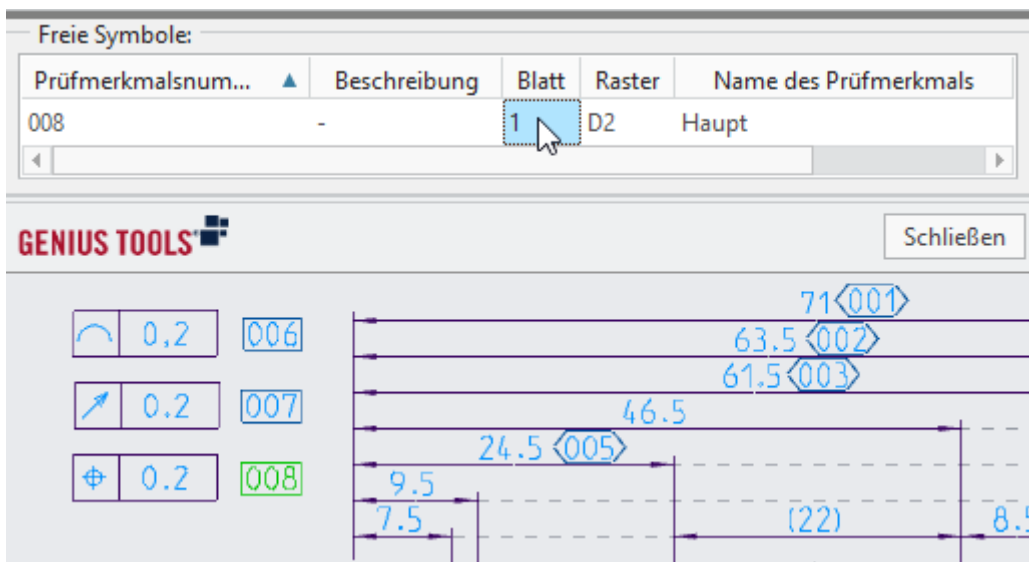 Freie Symbole:
Prüfmerkmalsnum... Beschreibung Blatt Raster Name des Prüfmerkmals
008 - 1 D2 Haupt
GENIUS TOOLS Schließen
71 001
0,2 006
63.5 002
61.5 003
0.2 007
46.5
24.5 005
0.2 008
9.5
7.5 (22) 8.5